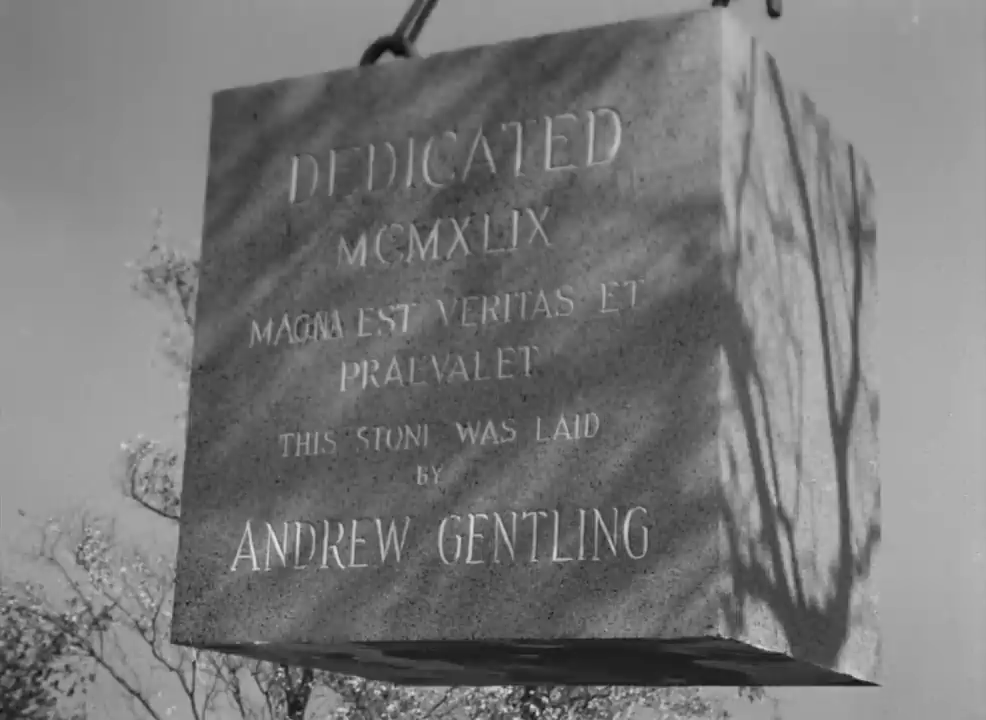 DEDICATED
MCMXLIX
MAGNA EST VERITAS ET
PRAEVALET
THIS STONE WAS LAID
BY
ANDREW GENTLING